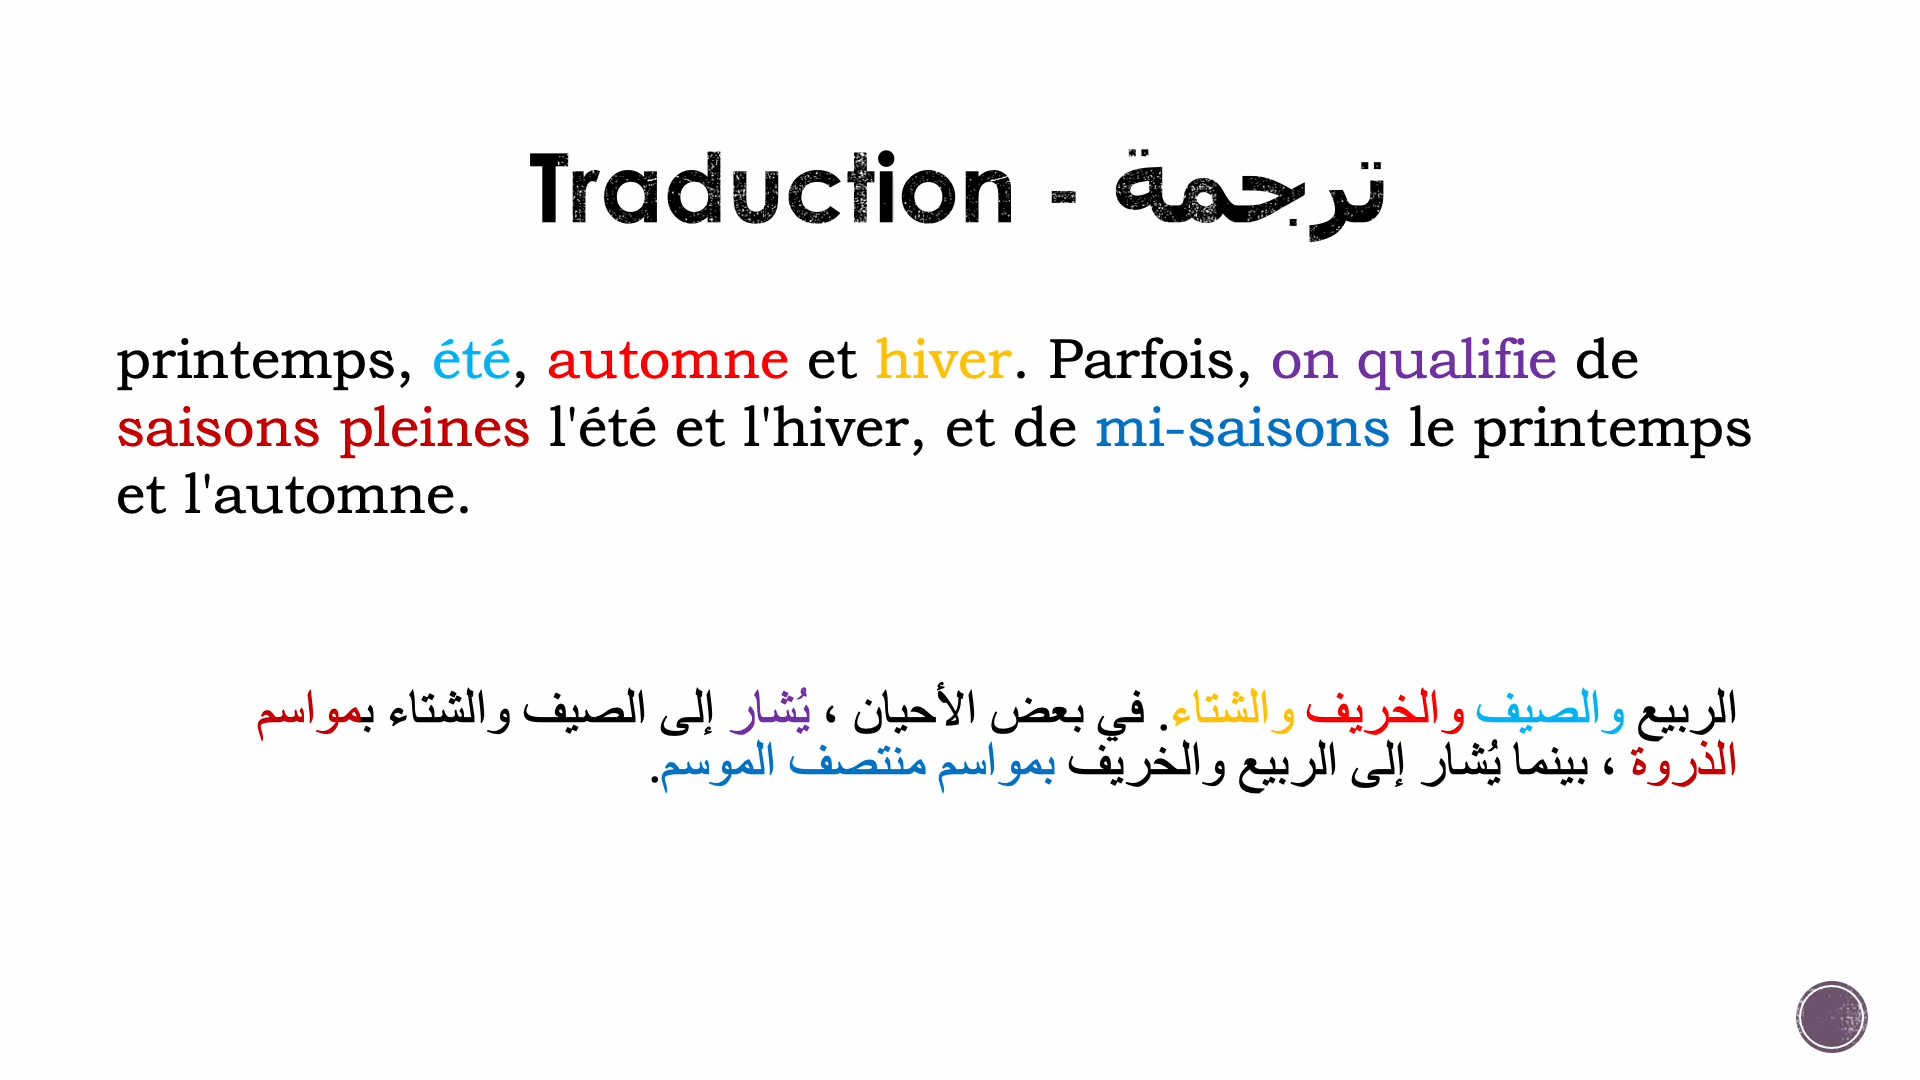 Traduction - ترجمة
printemps, été, automne et hiver. Parfois, on qualifie de
saisons pleines l'été et l'hiver, et de mi-saisons le printemps
et l'automne.
الربيع والصيف والخريف والشتاء. في بعض الأحيان ، يُشار إلى الصيف والشتاء بمواسم
الذروة ، بينما يُشار إلى الربيع والخريف بمواسم منتصف الموسم.